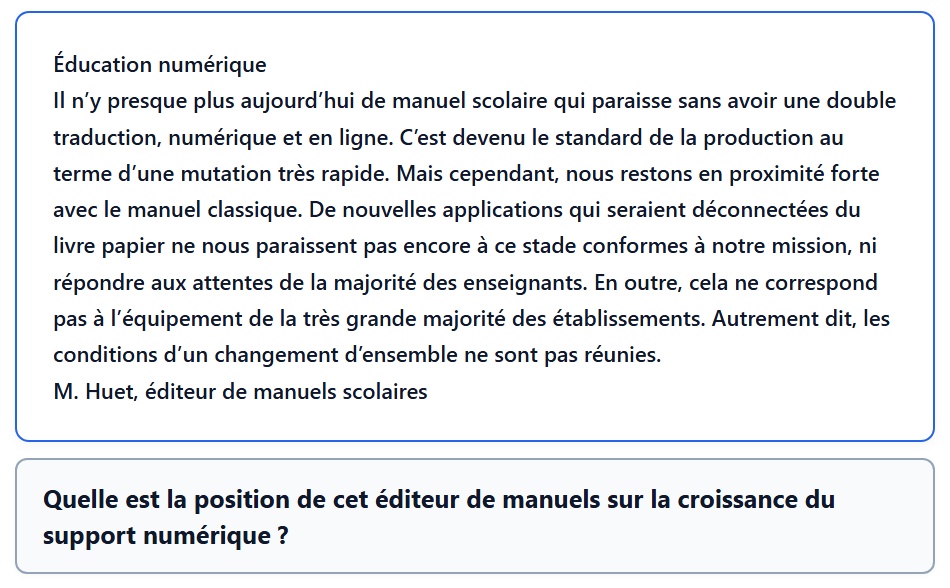 Éducation numérique
Il n’y presque plus aujourd’hui de manuel scolaire qui paraisse sans avoir une double
traduction, numérique et en ligne. C’est devenu le standard de la production au
terme d’une mutation très rapide. Mais cependant, nous restons en proximité forte
avec le manuel classique. De nouvelles applications qui seraient déconnectées du
livre papier ne nous paraissent pas encore à ce stade conformes à notre mission, ni
répondre aux attentes de la majorité des enseignants. En outre, cela ne correspond
pas à l’équipement de la très grande majorité des établissements. Autrement dit, les
conditions d’un changement d’ensemble ne sont pas réunies.
M. Huet, éditeur de manuels scolaires
Quelle est la position de cet éditeur de manuels sur la croissance du
support numérique ?